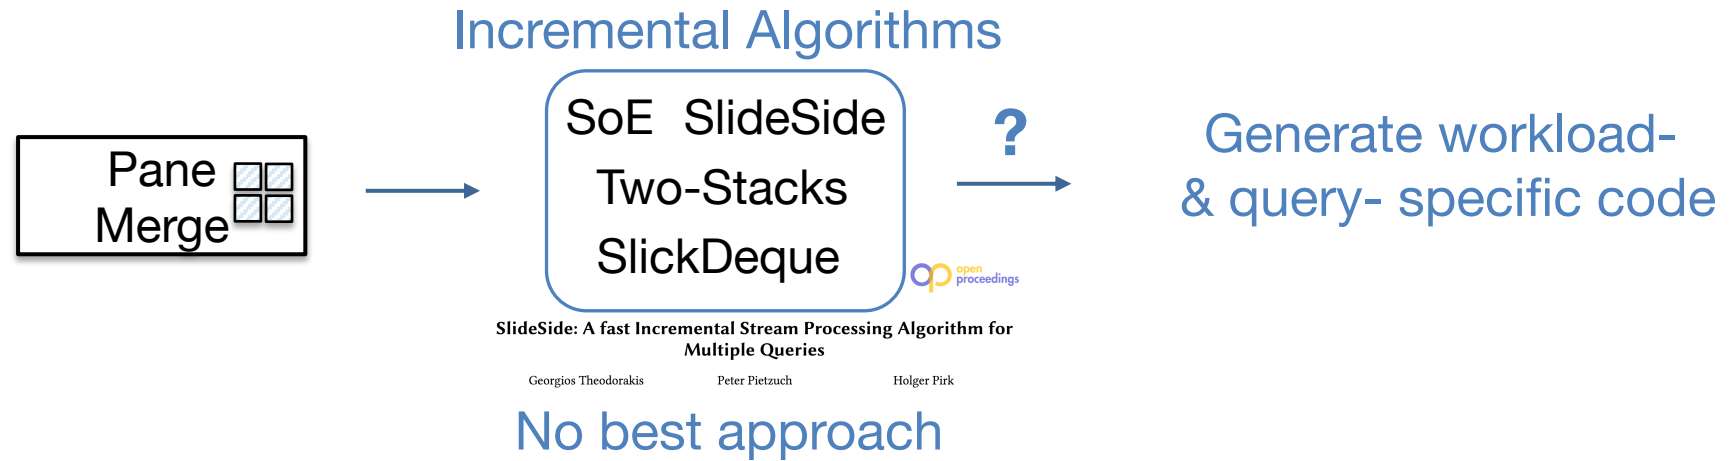 Incremental Algorithms
Pane
Merge
SoE SlideSide
Two-Stacks
SlickDeque
?
open
proceedings
Generate workload-
& query- specific code
SlideSide: A fast Incremental Stream Processing Algorithm for
Multiple Queries
Georgios Theodorakis Peter Pietzuch Holger Pirk
No best approach